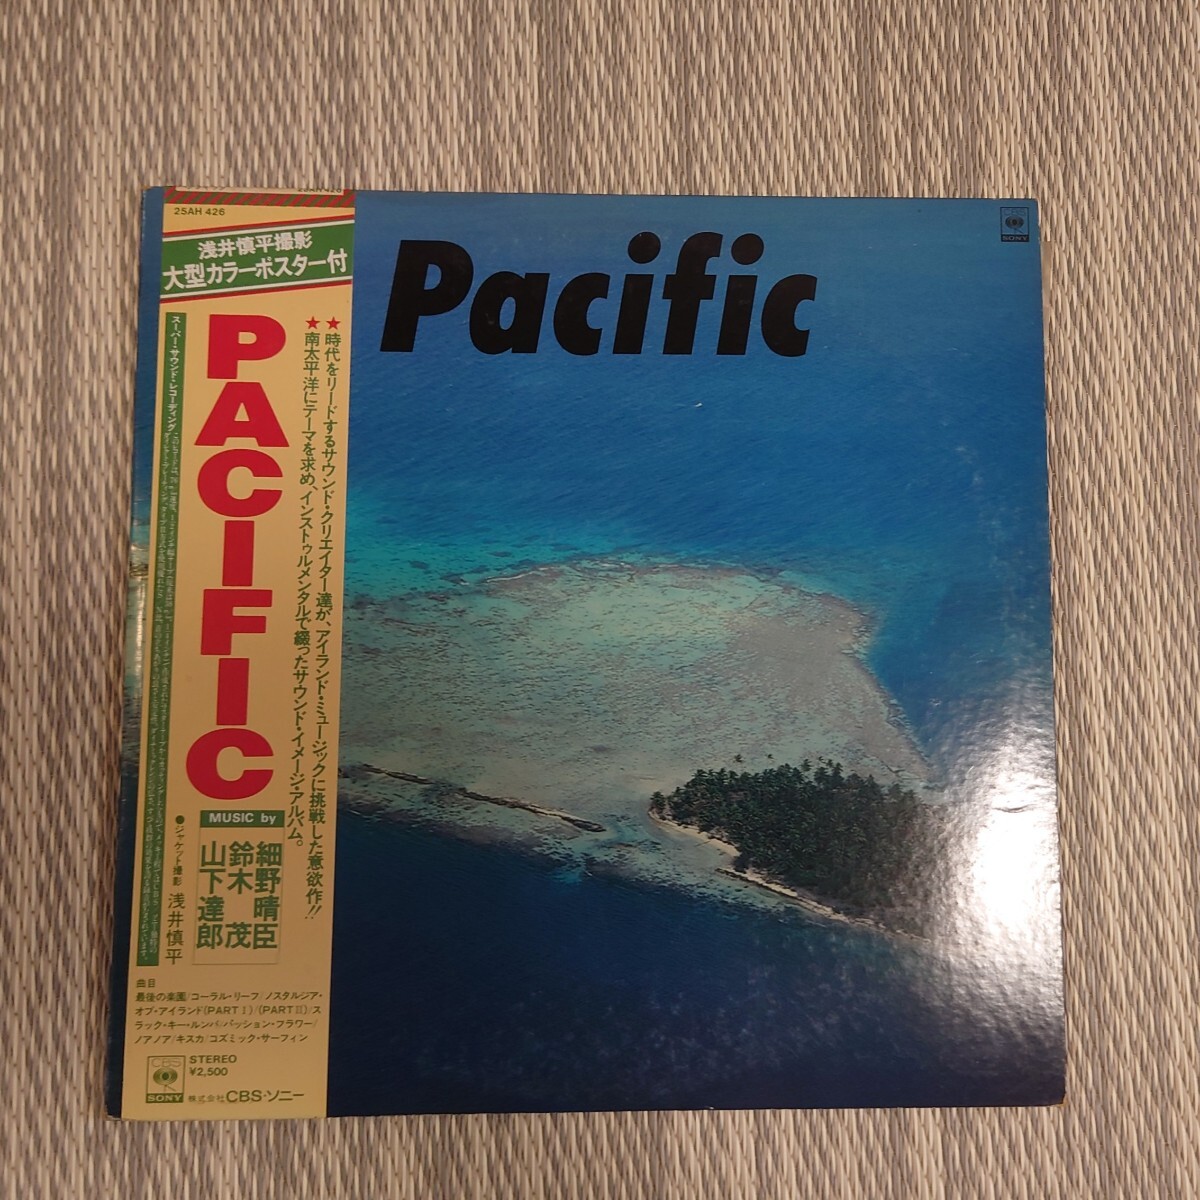 25AH 426
25AH 426
浅井慎平撮影
大型カラーポスター付
Pacific
CBS
SONY
★時代をリードするサウンド・クリエイター達が、アイランド・ミュージックに挑戦した意欲作!!
★南太平洋にテーマを求め、インストゥルメンタルで綴ったサウンド・イメージ・アルバム。
PACIFIC
スーパー・サウンド・レコーディング
MUSIC by
細野晴臣
鈴木 茂
山下達郎
●ジャケット撮影 浅井慎平
曲目
最後の楽園/コーラル・リーフ/ノスタルジア・
オブ・アイランド(PART I)/(PART II)/ス
ラック・キー・ルンバ/パッション・フラワー/
ノアノア/キスカ/コズミック・サーフィン
CBS
SONY
STEREO
¥2,500
株式会社 CBS・ソニー